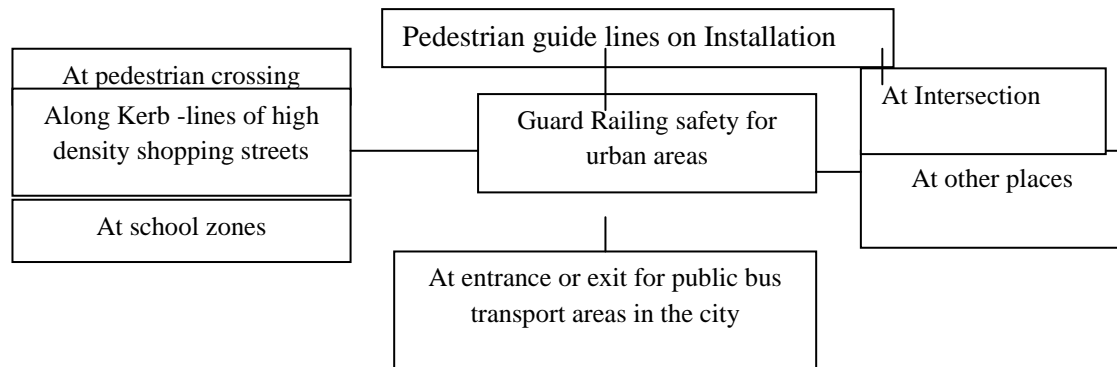 Pedestrian guide lines on Installation
At pedestrian crossing
Along Kerb -lines of high
density shopping streets
At school zones
Guard Railing safety for
urban areas
At Intersection
At other places
At entrance or exit for public bus
transport areas in the city